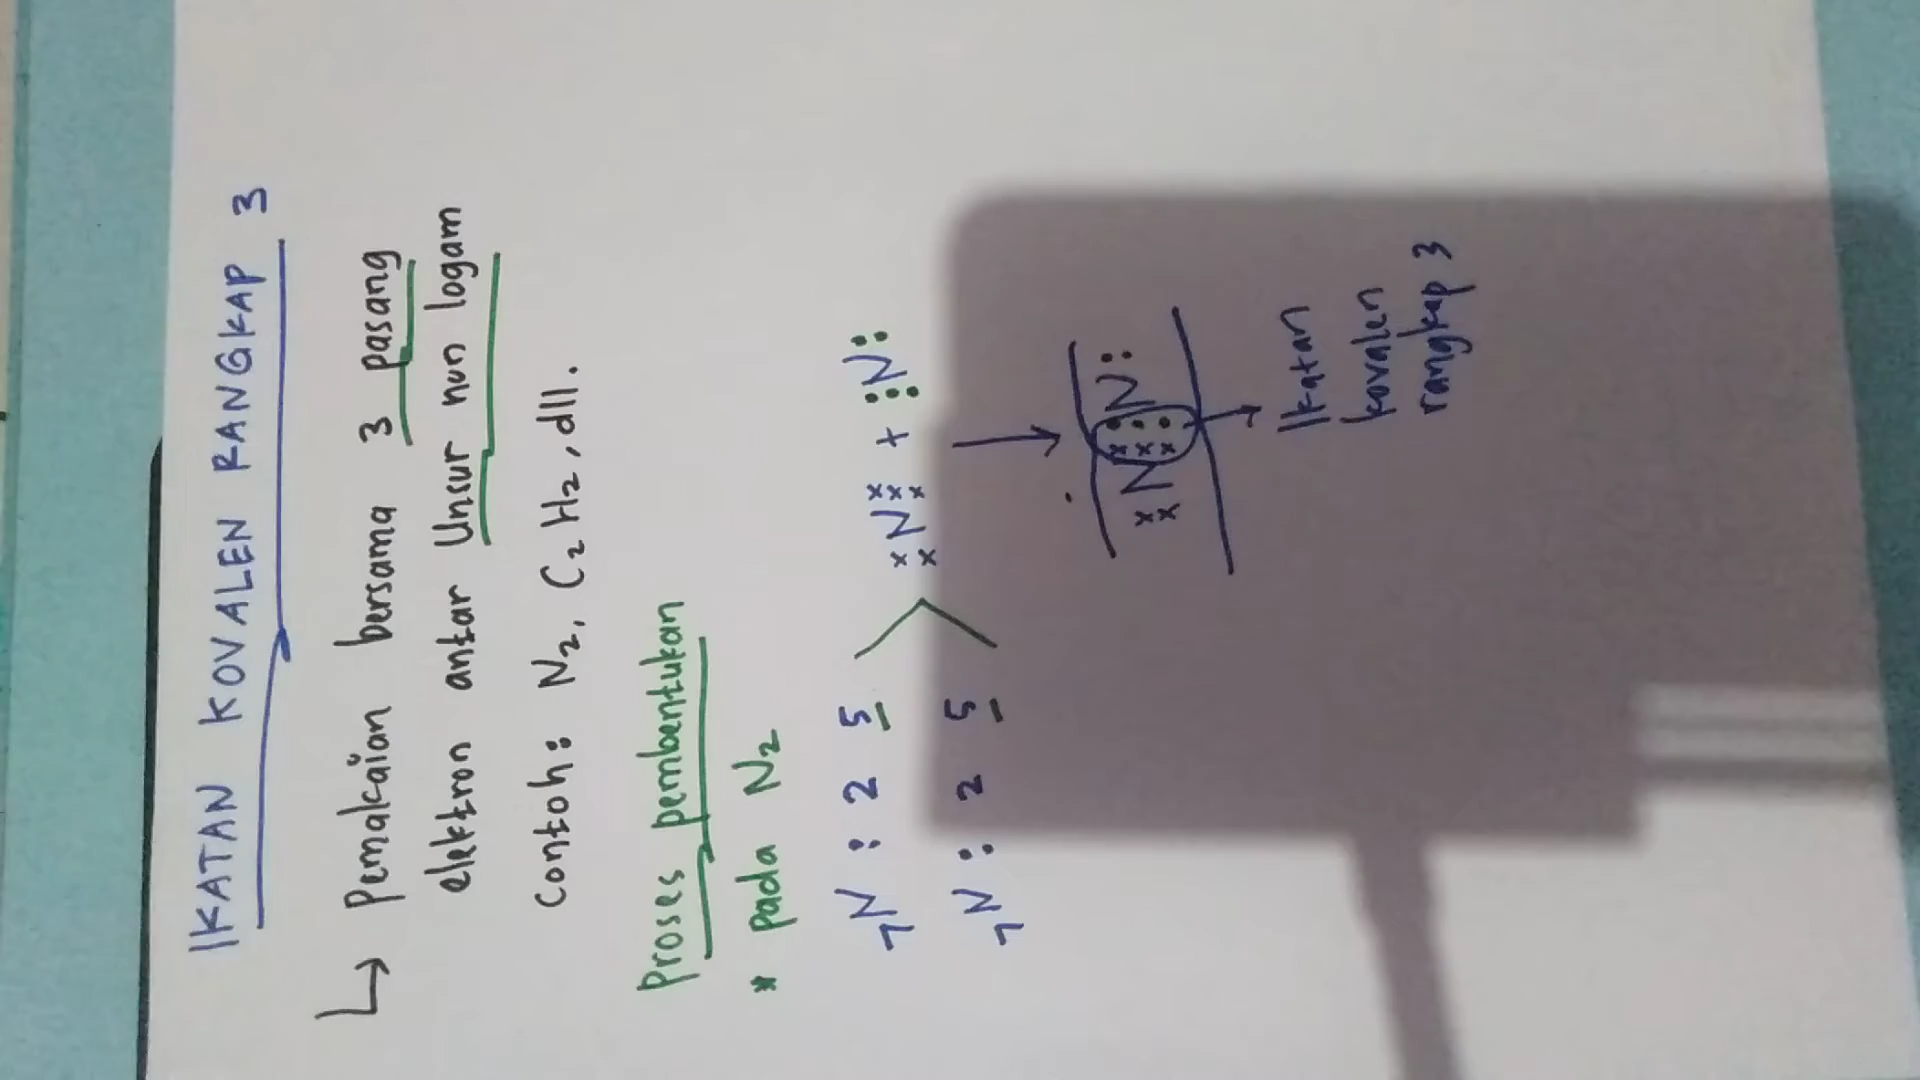 IKATAN KOVALEN RANGKAP 3
↳ Pemakaian bersama 3 pasang
elektron antar Unsur nun logam
Contoh: N₂, C₂H₂, dll.
Proses pembentukan
* pada N₂
₇N : 2 5
₇N : 2 5
××N××× + :·N:
××N×××···N:
Ikatan
kovalen
rangkap 3